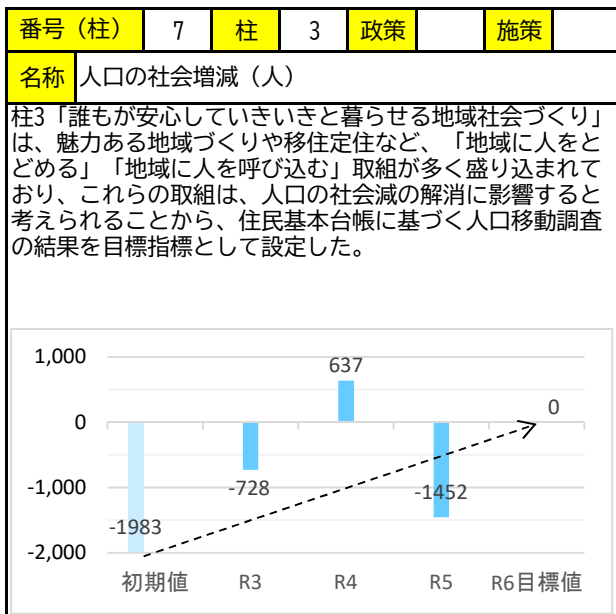 番号（柱） 7 柱 3 政策 施策
名称 人口の社会増減（人）
柱3「誰もが安心していきいきと暮らせる地域社会づくり」
は、魅力ある地域づくりや移住定住など、「地域に人をと
どめる」「地域に人を呼び込む」取組が多く盛り込まれて
おり、これらの取組は、人口の社会減の解消に影響すると
考えられることから、住民基本台帳に基づく人口移動調査
の結果を目標指標として設定した。
1,000
637
0
0
-728
-1,000
-1452
-1983
-2,000
初期値 R3 R4 R5 R6目標値